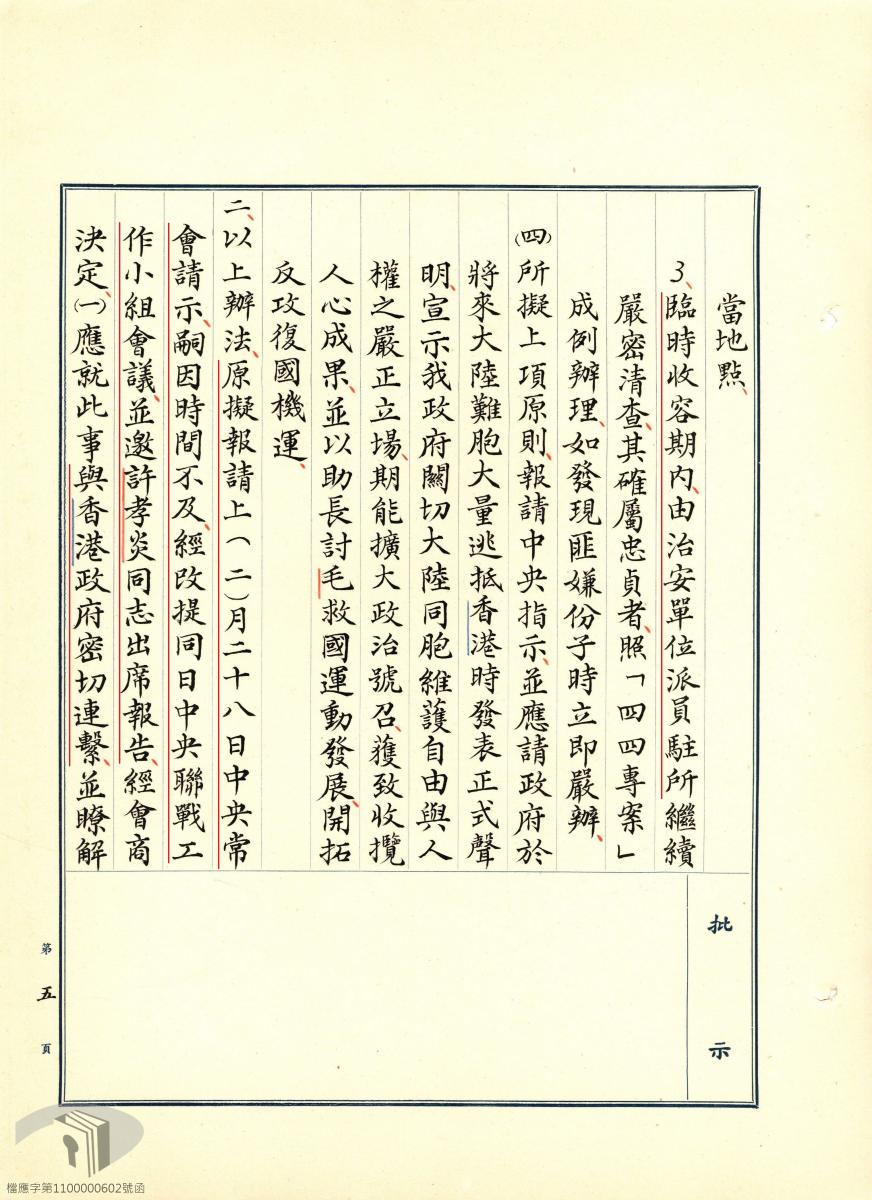 當地點、
3、臨時收容期內、由治安單位派員駐所繼續
嚴密清查、其確屬忠貞者、照「四四專案」
成例辦理、如發現匪嫌份子時立即嚴辦、
(四)所擬上項原則、報請中央指示、並應請政府於
將來大陸難胞大量逃抵香港時發表正式聲
明、宣示我政府關切大陸同胞維護自由與人
權之嚴正立場、期能擴大政治號召、獲致收攬
人心成果、並以助長討毛救國運動發展、開拓
反攻復國機運、
二、以上辦法、原擬報請上(二)月二十八日中央常
會請示、嗣因時間不及、經改提同日中央聯戰工
作小組會議、並邀許孝炎同志出席報告、經會商
決定、(一)應就此事與香港政府密切連繫、並瞭解
批示
第五頁
檔應字第1100000602號函